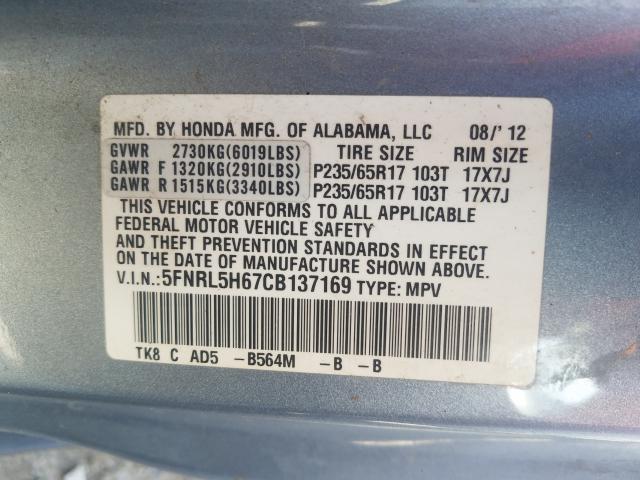 MFD. BY HONDA MFG. OF ALABAMA, LLC 08/'12
GVWR 2730KG(6019LBS) TIRE SIZE RIM SIZE
GAWR F 1320KG(2910LBS) P235/65R17 103T 17X7J
GAWR R 1515KG(3340LBS) P235/65R17 103T 17X7J
THIS VEHICLE CONFORMS TO ALL APPLICABLE
FEDERAL MOTOR VEHICLE SAFETY
AND THEFT PREVENTION STANDARDS IN EFFECT
ON THE DATE OF MANUFACTURE SHOWN ABOVE.
V.I.N.:5FNRL5H67CB137169 TYPE: MPV
TK8 C AD5 -B564M -B -B